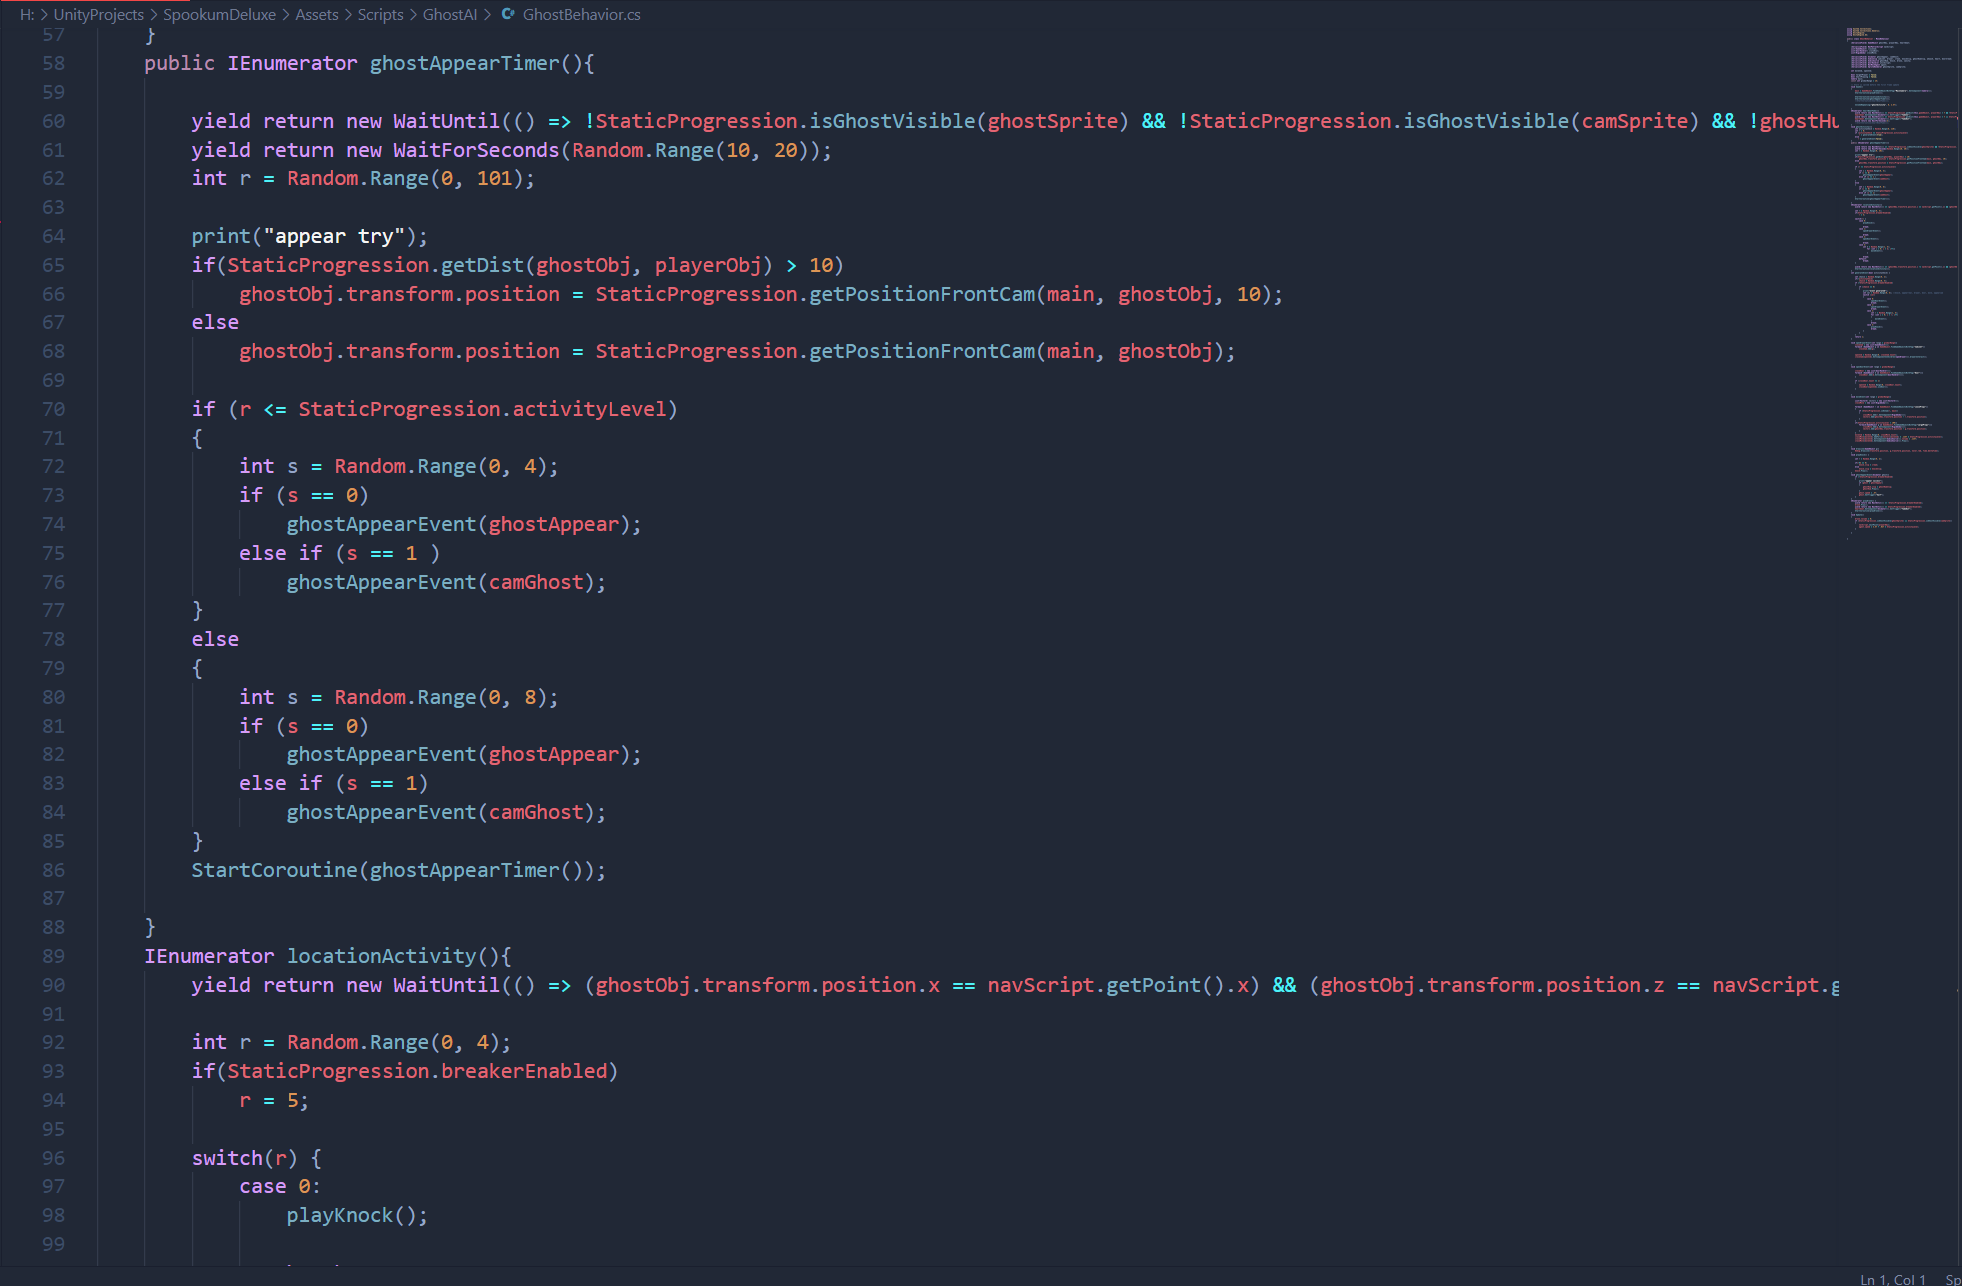 H: > UnityProjects > SpookumDeluxe > Assets > Scripts > GhostAI > GhostBehavior.cs
57 }
58 public IEnumerator ghostAppearTimer(){
59
60 yield return new WaitUntil(() => !StaticProgression.isGhostVisible(ghostSprite) && !StaticProgression.isGhostVisible(camSprite) && !ghostHu
61 yield return new WaitForSeconds(Random.Range(10, 20));
62 int r = Random.Range(0, 101);
63
64 print("appear try");
65 if(StaticProgression.getDist(ghostObj, playerObj) > 10)
66 ghostObj.transform.position = StaticProgression.getPositionFrontCam(main, ghostObj, 10);
67 else
68 ghostObj.transform.position = StaticProgression.getPositionFrontCam(main, ghostObj);
69
70 if (r <= StaticProgression.activityLevel)
71 {
72 int s = Random.Range(0, 4);
73 if (s == 0)
74 ghostAppearEvent(ghostAppear);
75 else if (s == 1 )
76 ghostAppearEvent(camGhost);
77 }
78 else
79 {
80 int s = Random.Range(0, 8);
81 if (s == 0)
82 ghostAppearEvent(ghostAppear);
83 else if (s == 1)
84 ghostAppearEvent(camGhost);
85 }
86 StartCoroutine(ghostAppearTimer());
87
88 }
89 IEnumerator locationActivity(){
90 yield return new WaitUntil(() => (ghostObj.transform.position.x == navScript.getPoint().x) && (ghostObj.transform.position.z == navScript.g
91
92 int r = Random.Range(0, 4);
93 if(StaticProgression.breakerEnabled)
94 r = 5;
95
96 switch(r) {
97 case 0:
98 playKnock();
99
Ln 1, Col 1 Sp